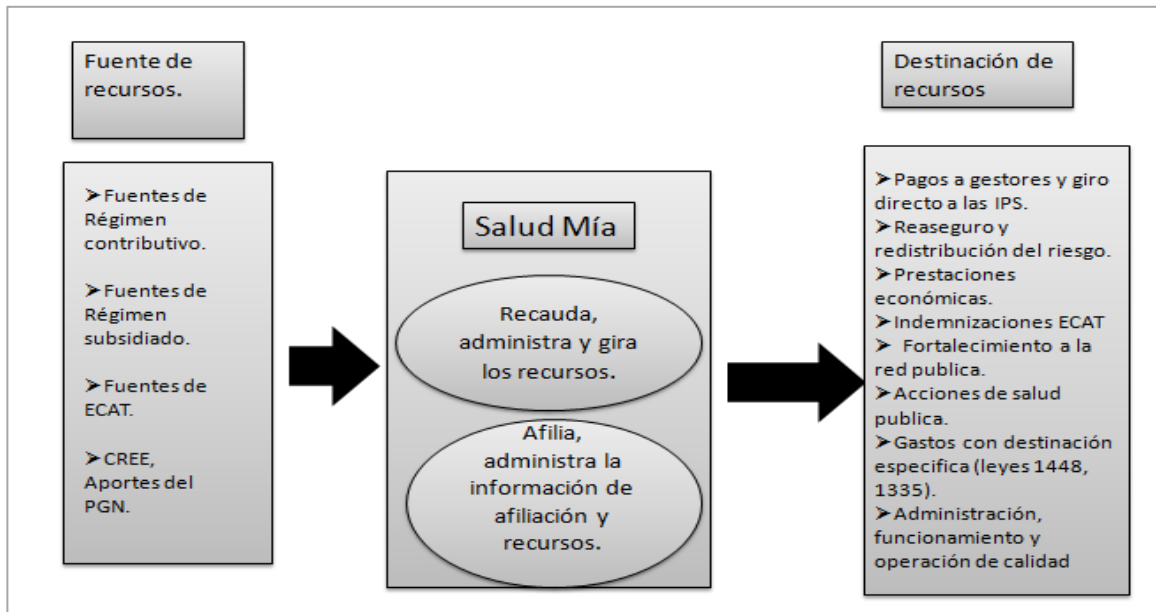 Fuente de
recursos.
➤Fuentes de
Régimen
contributivo.
➤Fuentes de
Régimen
subsidiado.
➤Fuentes de
ECAT.
➤CREE,
Aportes del
PGN.
Salud Mía
Recauda,
administra y gira
los recursos.
Afilia,
administra la
información de
afiliación y
recursos.
Destinación de
recursos
➤Pagos a gestores y giro
directo a las IPS.
➤Reaseguro y
redistribución del riesgo.
➤Prestaciones
económicas.
➤Indemnizaciones ECAT
➤ Fortalecimiento a la
red publica.
➤Acciones de salud
publica.
➤Gastos con destinación
especifica (leyes 1448,
1335).
➤Administración,
funcionamiento y
operación de calidad